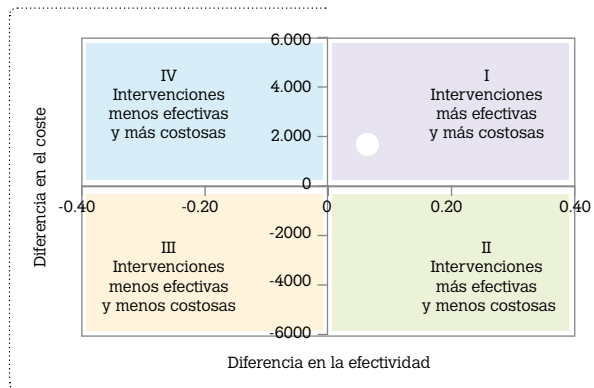 6.000
IV
Intervenciones
menos efectivas
y más costosas
I
Intervenciones
más efectivas
y más costosas
4.000
2.000
0
-0.40
-0.20
0
0.20
0.40
Diferencia en el coste
III
Intervenciones
menos efectivas
y menos costosas
II
Intervenciones
más efectivas
y menos costosas
-2000
-4000
-6000
Diferencia en la efectividad